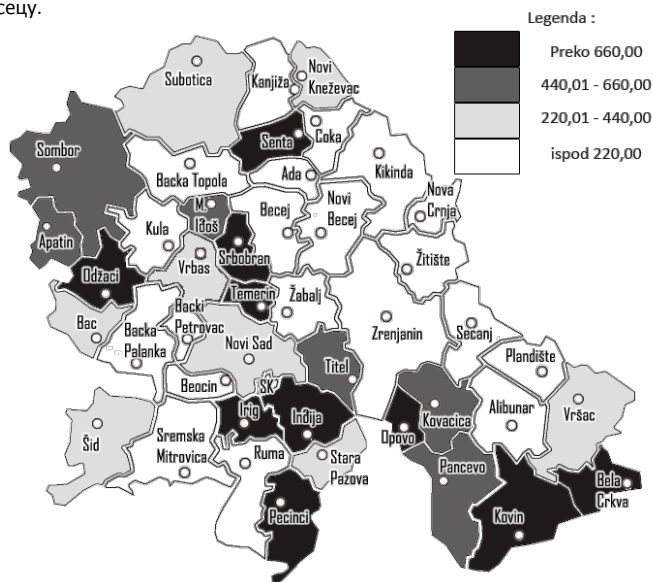 сецу.
Legenda :
Preko 660,00
440,01 - 660,00
220,01 - 440,00
ispod 220,00
Subotica
Kanjiža
Novi
Kneževac
Senta
Coka
Sombor
Backa Topola
Ada
Kikinda
Apatin
Kula
M.
Iđoš
Becej
Novi
Becej
Nova
Crnja
Odžaci
Vrbas
Srbobran
Žitište
Temerin
Žabalj
Bac
Backa
Palanka
Backi
Petrovac
Novi Sad
Zrenjanin
Secanj
Titel
Plandište
Beocin
SK
Kovacica
Alibunar
Vršac
Šid
Irig
Inđija
Opovo
Sremska
Mitrovica
Ruma
Stara
Pazova
Pancevo
Bela
Crkva
Pecinci
Kovin